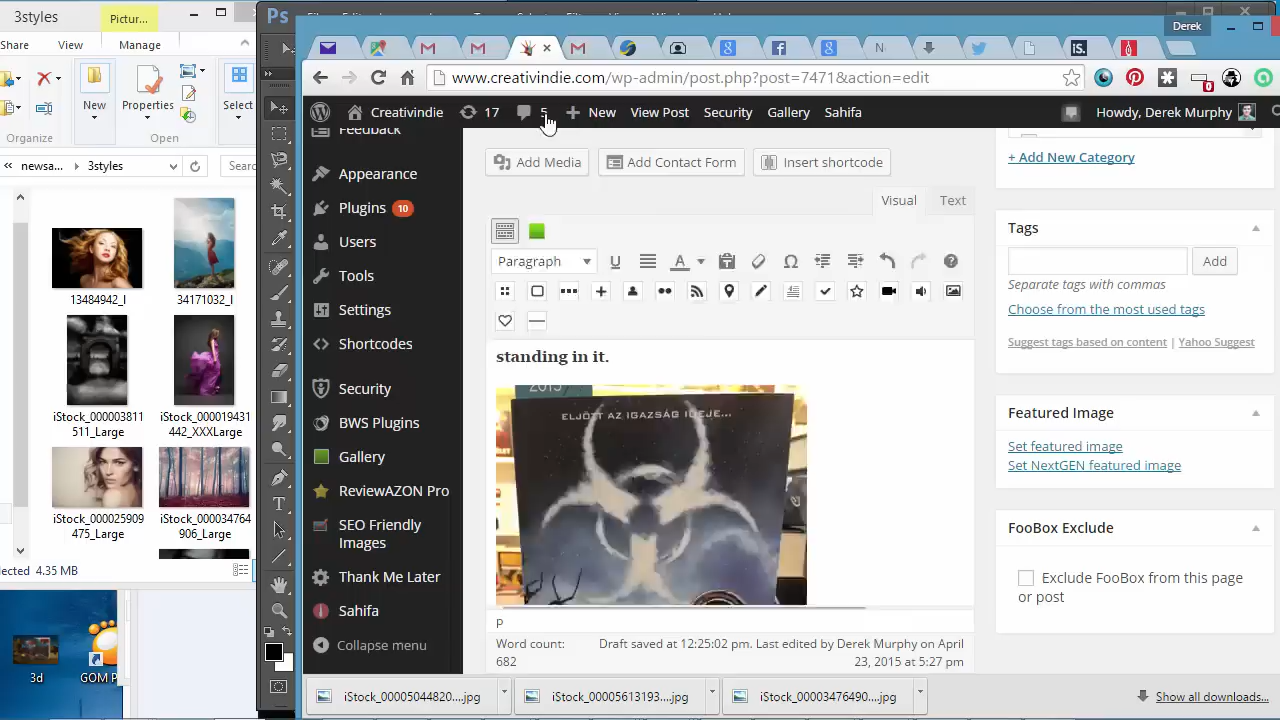 3styles
Pictur...
Share
View
Manage
New
Properties
Select
Organize
Open
newsa...
3styles
Searc
13484942_l
34171032_l
iStock_000003811
511_Large
iStock_000019431
442_XXXLarge
iStock_000025909
475_Large
iStock_000034764
906_Large
lected 4.35 MB
3d
GOM P
Ps
Derek
www.creativindie.com/wp-admin/post.php?post=7471&action=edit
Creativindie
17
5
New
View Post
Security
Gallery
Sahifa
Howdy, Derek Murphy
Feedback
Appearance
Plugins 10
Users
Tools
Settings
Shortcodes
Security
BWS Plugins
Gallery
ReviewAZON Pro
SEO Friendly
Images
Thank Me Later
Sahifa
Collapse menu
Add Media
Add Contact Form
Insert shortcode
Visual
Text
Paragraph
standing in it.
2015
ELJÖTT AZ IGAZSÁG IDEJE...
p
Word count:
682
Draft saved at 12:25:02 pm. Last edited by Derek Murphy on April
23, 2015 at 5:27 pm
+ Add New Category
Tags
Add
Separate tags with commas
Choose from the most used tags
Suggest tags based on content | Yahoo Suggest
Featured Image
Set featured image
Set NextGEN featured image
FooBox Exclude
Exclude FooBox from this page
or post
iStock_00005044820....jpg
iStock_00005613193....jpg
iStock_00003476490....jpg
Show all downloads...